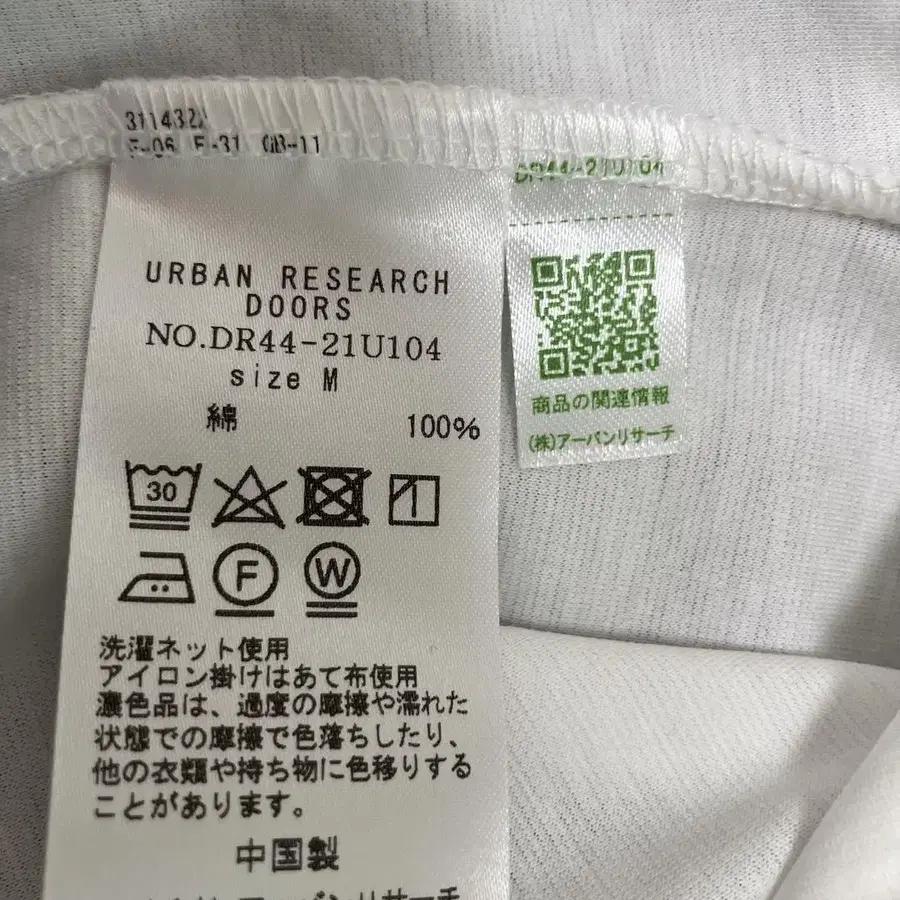 311432
URBAN RESEARCH
DOORS
NO.DR44-21U104
size M
綿 100%
30
F W
洗濯ネット使用
アイロン掛けはあて布使用
濃色品は、過度の摩擦や濡れた
状態での摩擦で色落ちしたり、
他の衣類や持ち物に色移りする
ことがあります。
中国製
DR44-21U104
商品の関連情報
(株)アーバンリサーチ